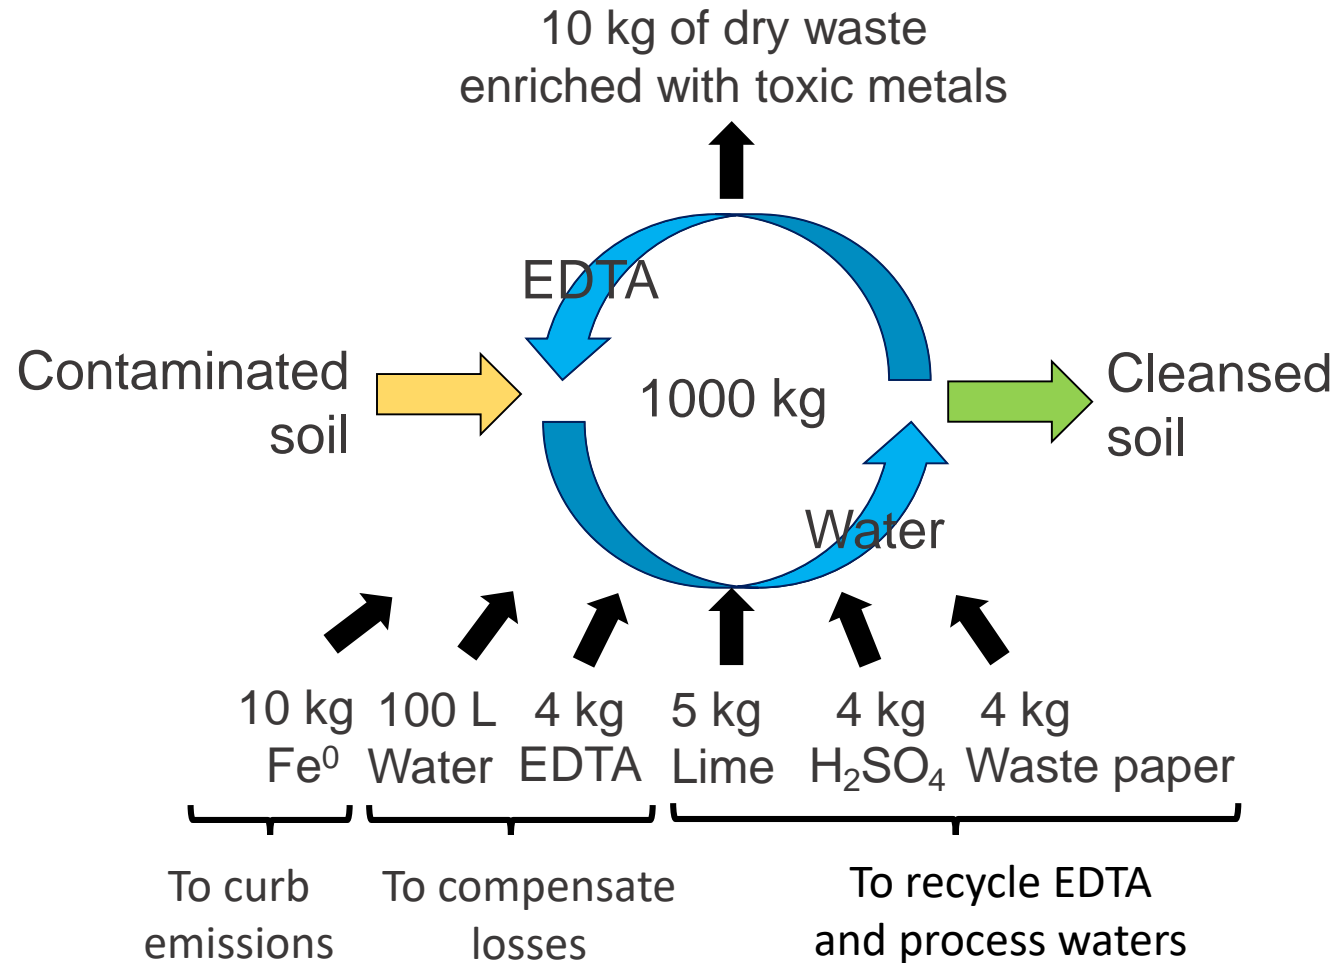 10 kg of dry waste
enriched with toxic metals
EDTA
Contaminated
soil
1000 kg
Cleansed
soil
Water
10 kg 100 L 4 kg 5 kg 4 kg 4 kg
Fe⁰ Water EDTA Lime H₂SO₄ Waste paper
To curb
emissions
To compensate
losses
To recycle EDTA
and process waters